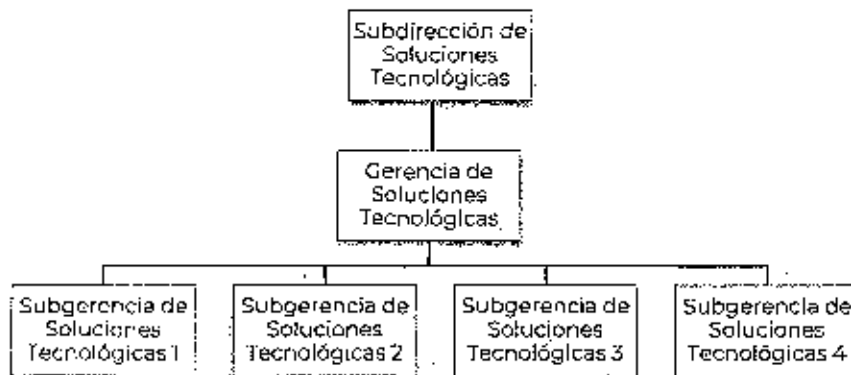 Subdirección de
Soluciones
Tecnológicas
Gerencia de
Soluciones
Tecnológicas
Subgerencia de
Soluciones
Tecnológicas 1
Subgerencia de
Soluciones
Tecnológicas 2
Subgerencia de
Soluciones
Tecnológicas 3
Subgerencia de
Soluciones
Tecnológicas 4